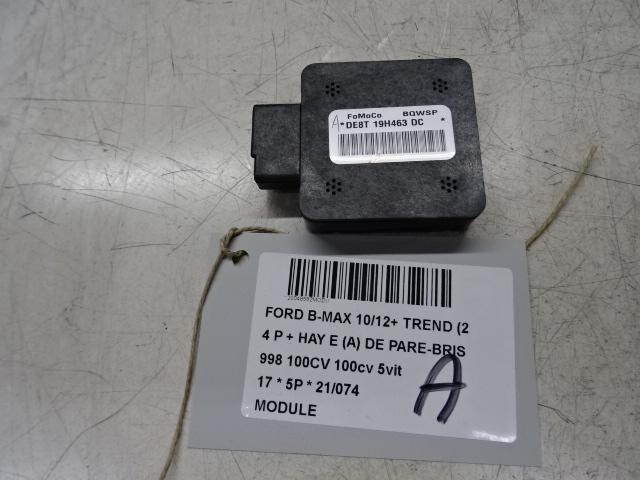 FoMoCo BQWSP
A *DE8T 19H463 DC *
FORD B-MAX 10/12+ TREND (2
4 P + HAY E (A) DE PARE-BRIS
998 100CV 100cv 5vit
17 * 5P * 21/074
MODULE
A